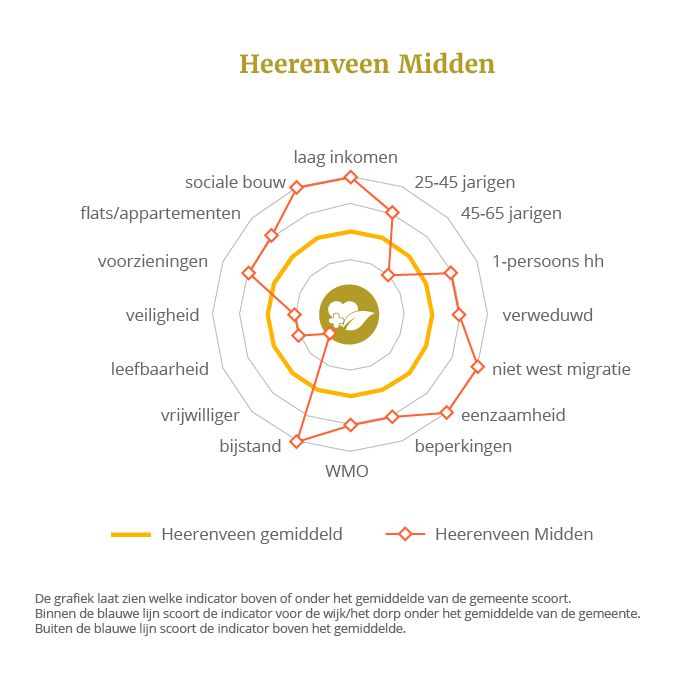 Heerenveen Midden
laag inkomen
sociale bouw
25-45 jarigen
flats/appartementen
45-65 jarigen
voorzieningen
1-persoons hh
veiligheid
verweduwd
leefbaarheid
niet west migratie
vrijwilliger
eenzaamheid
bijstand
beperkingen
WMO
Heerenveen gemiddeld
Heerenveen Midden
De grafiek laat zien welke indicator boven of onder het gemiddelde van de gemeente scoort.
Binnen de blauwe lijn scoort de indicator voor de wijk/het dorp onder het gemiddelde van de gemeente.
Buiten de blauwe lijn scoort de indicator boven het gemiddelde.